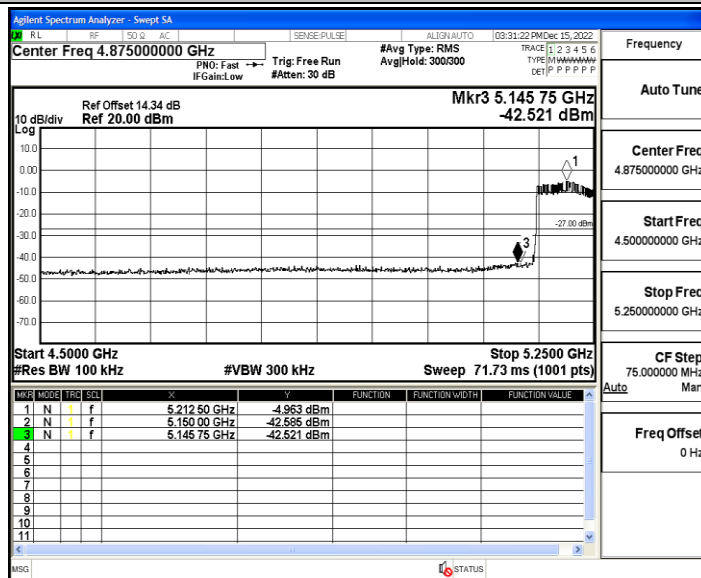 Agilent Spectrum Analyzer - Swept SA
RL RF 50 Ω AC SENSE:PULSE ALIGNAUTO 03:31:22 PM Dec 15, 2022
Center Freq 4.875000000 GHz
PNO: Fast Trig: Free Run
IFGain:Low #Atten: 30 dB
#Avg Type: RMS
Avg|Hold: 300/300
TRACE 1 2 3 4 5 6
TYPE M WWWWW
DET P P P P P P
Frequency
Ref Offset 14.34 dB
10 dB/div Ref 20.00 dBm
Log
Mkr3 5.145 75 GHz
-42.521 dBm
10.0
0.00
-10.0
-20.0
-30.0
-40.0
-50.0
-60.0
-70.0
1
-27.00 dBm
3
Start 4.5000 GHz Stop 5.2500 GHz
#Res BW 100 kHz #VBW 300 kHz Sweep 71.73 ms (1001 pts)
MKR MODE TRC SCL X Y FUNCTION FUNCTION WIDTH FUNCTION VALUE
1 N 1 f 5.212 50 GHz -4.963 dBm
2 N 1 f 5.150 00 GHz -42.585 dBm
3 N 1 f 5.145 75 GHz -42.521 dBm
4
5
6
7
8
9
10
11
MSG STATUS
Auto Tune
Center Freq
4.875000000 GHz
Start Freq
4.500000000 GHz
Stop Freq
5.250000000 GHz
CF Step
75.000000 MHz
Auto Man
Freq Offset
0 Hz